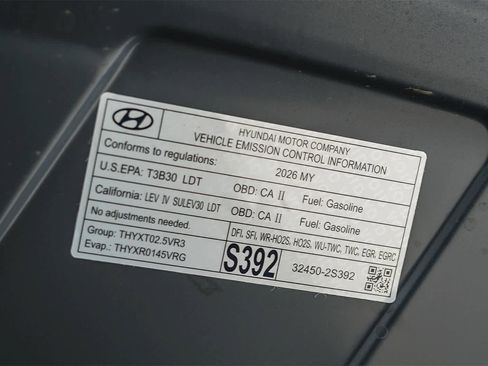 HYUNDAI MOTOR COMPANY
VEHICLE EMISSION CONTROL INFORMATION
Conforms to regulations: 2026 MY
U.S.EPA: T3B30 LDT OBD: CA II Fuel: Gasoline
California: LEV IV SULEV30 LDT OBD: CA II Fuel: Gasoline
No adjustments needed. DFI, SFI, WR-HO2S, HO2S, WU-TWC, TWC, EGR, EGRC
Group: THYXT02.5VR3
Evap.: THYXR0145VRG
S392 32450-2S392